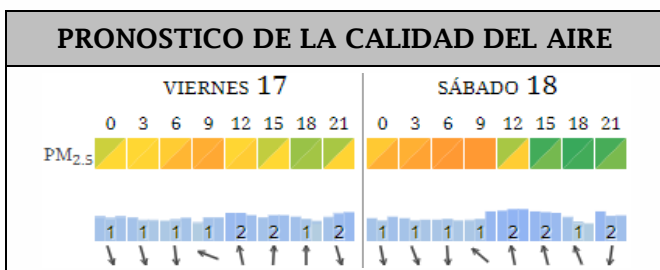 PRONOSTICO DE LA CALIDAD DEL AIRE
VIERNES 17 SÁBADO 18
0 3 6 9 12 15 18 21 0 3 6 9 12 15 18 21
PM2.5
1 1 1 1 2 2 1 2 1 1 1 1 2 2 1 2